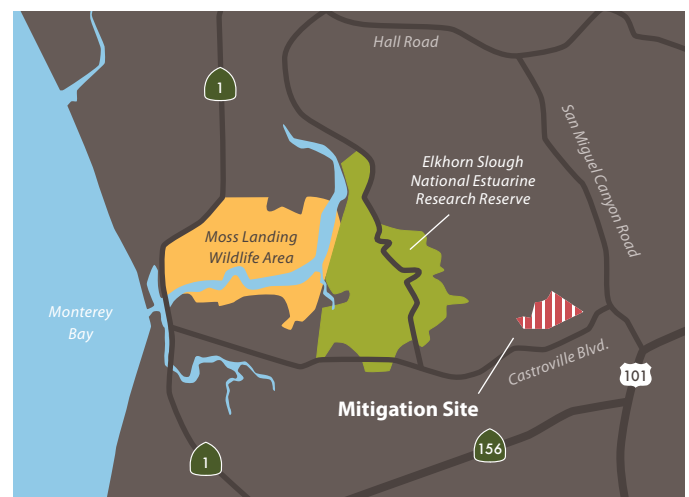 Hall Road
1
San Miguel Canyon Road
Elkhorn Slough
National Estuarine
Research Reserve
Moss Landing
Wildlife Area
Monterey
Bay
Castroville Blvd.
101
Mitigation Site
156
1